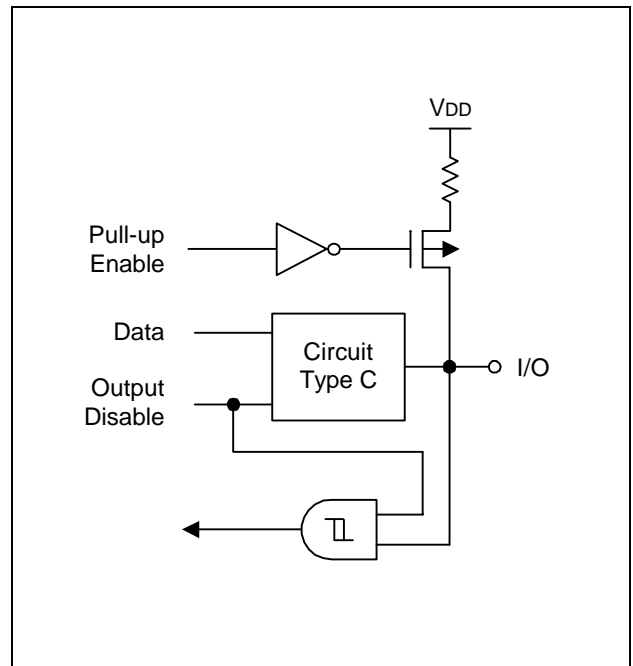 VDD
Pull-up
Enable
Data
Circuit
Type C
I/O
Output
Disable